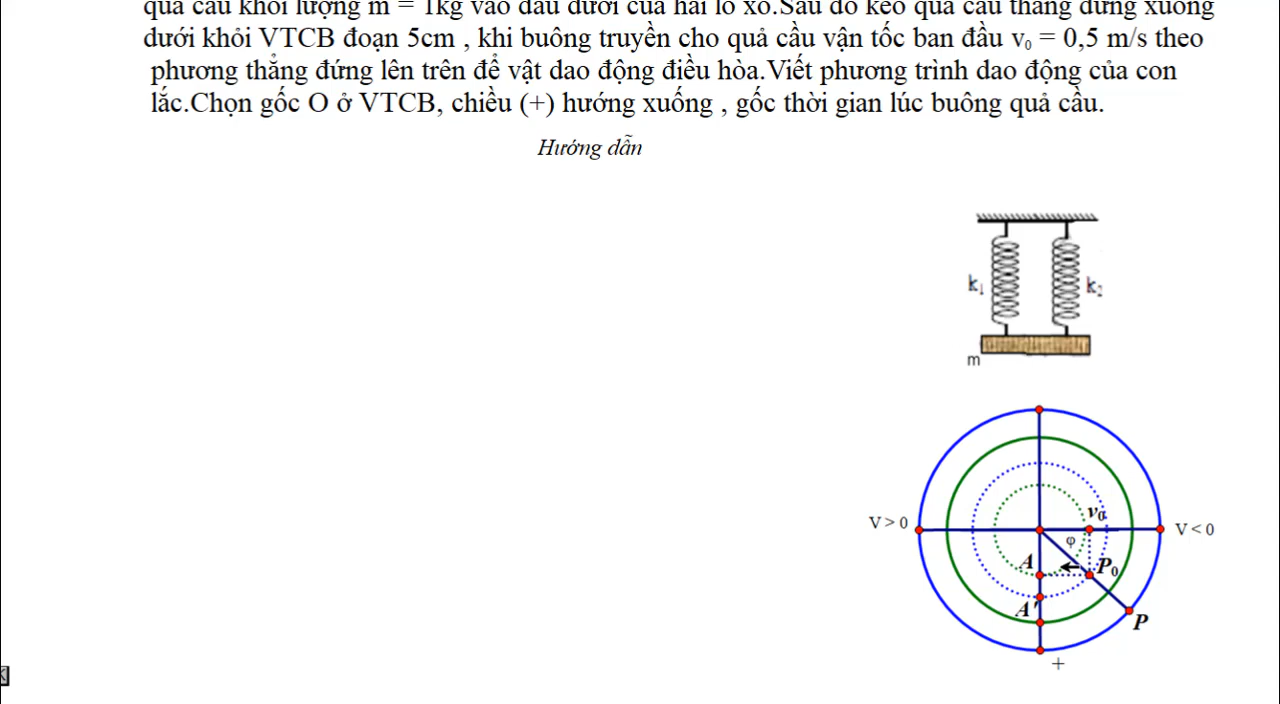 quả cầu khối lượng m = 1kg vào đầu dưới của hai lò xo.Sau đó kéo quả cầu thẳng đứng xuống
dưới khỏi VTCB đoạn 5cm , khi buông truyền cho quả cầu vận tốc ban đầu v₀ = 0,5 m/s theo
phương thẳng đứng lên trên để vật dao động điều hòa.Viết phương trình dao động của con
lắc.Chọn gốc O ở VTCB, chiều (+) hướng xuống , gốc thời gian lúc buông quả cầu.
Hướng dẫn
k₁
k₂
m
V > 0
v₀
V < 0
φ
A
P₀
A'
P
+